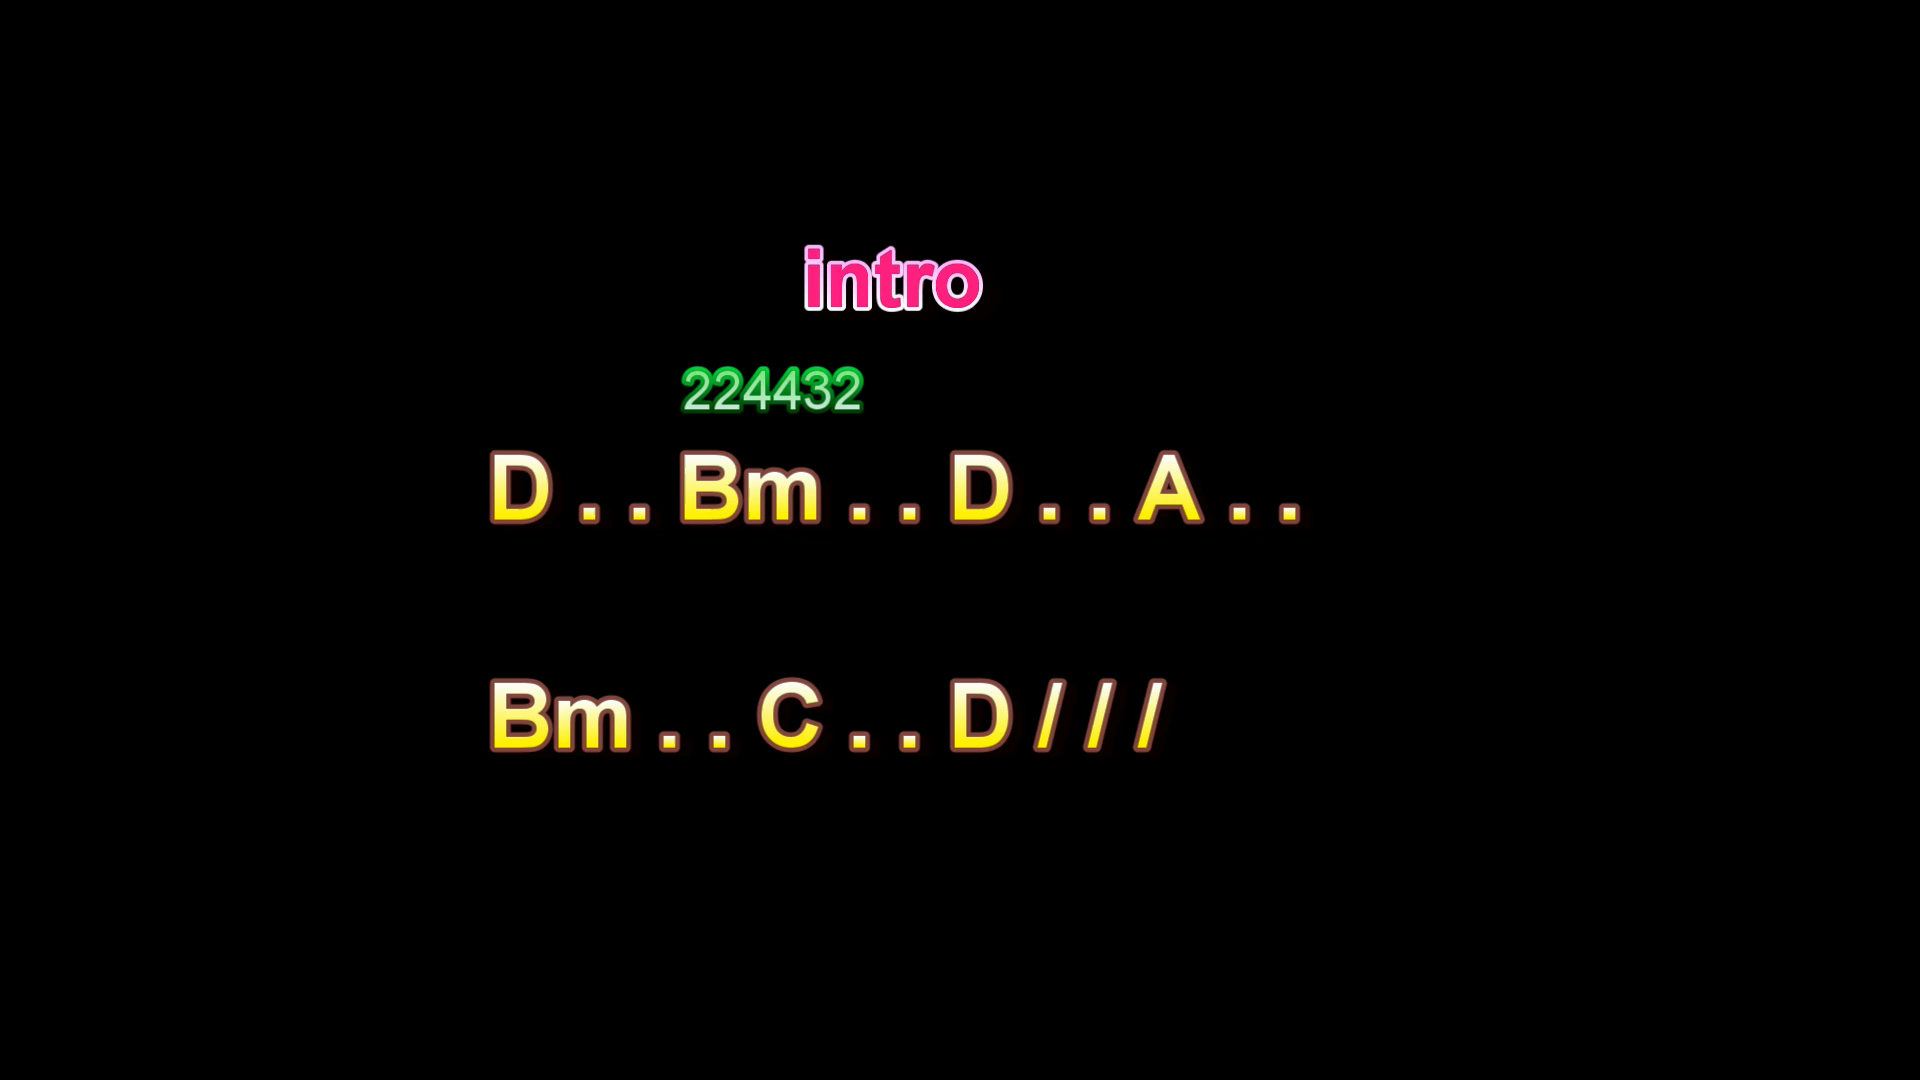 intro
224432
D . . Bm . . D . . A . .
Bm . . C . . D / / /